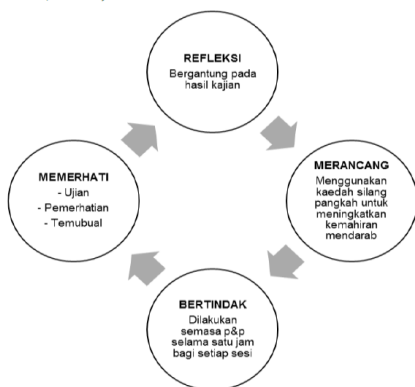 REFLEKSI
Bergantung pada
hasil kajian
MERANCANG
Menggunakan
kaedah silang
pangkah untuk
meningkatkan
kemahiran
mendarab
BERTINDAK
Dilakukan
semasa p&p
selama satu jam
bagi setiap sesi
MEMERHATI
- Ujian
- Pemerhatian
- Temubual